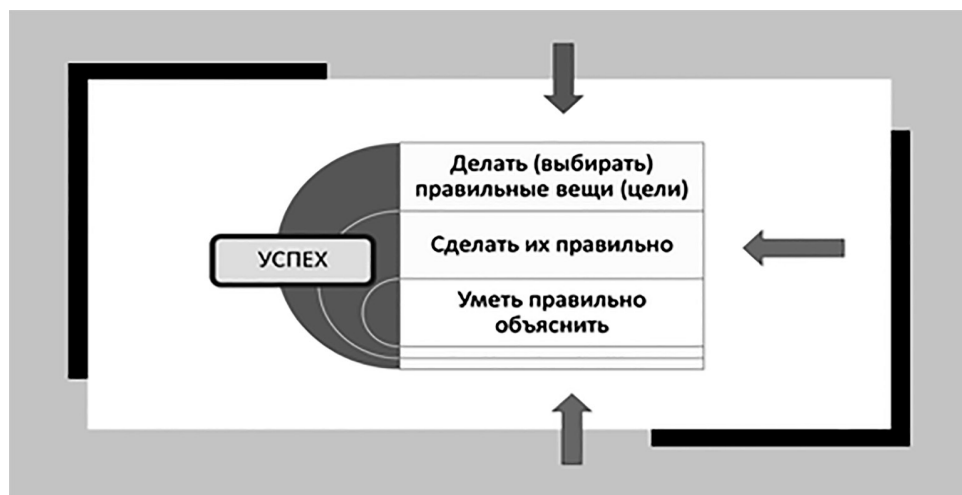 Делать (выбирать)
правильные вещи (цели)
УСПЕХ
Сделать их правильно
Уметь правильно
объяснить